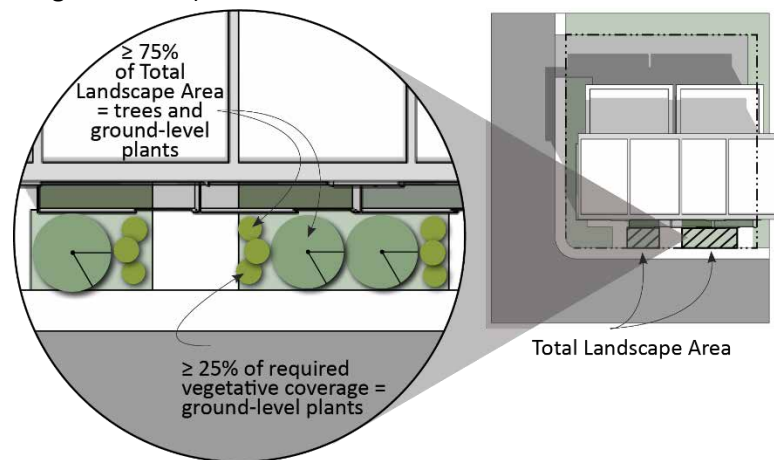 ≥ 75%
of Total
Landscape Area
= trees and
ground-level
plants
≥ 25% of required
vegetative coverage =
ground-level plants
Total Landscape Area